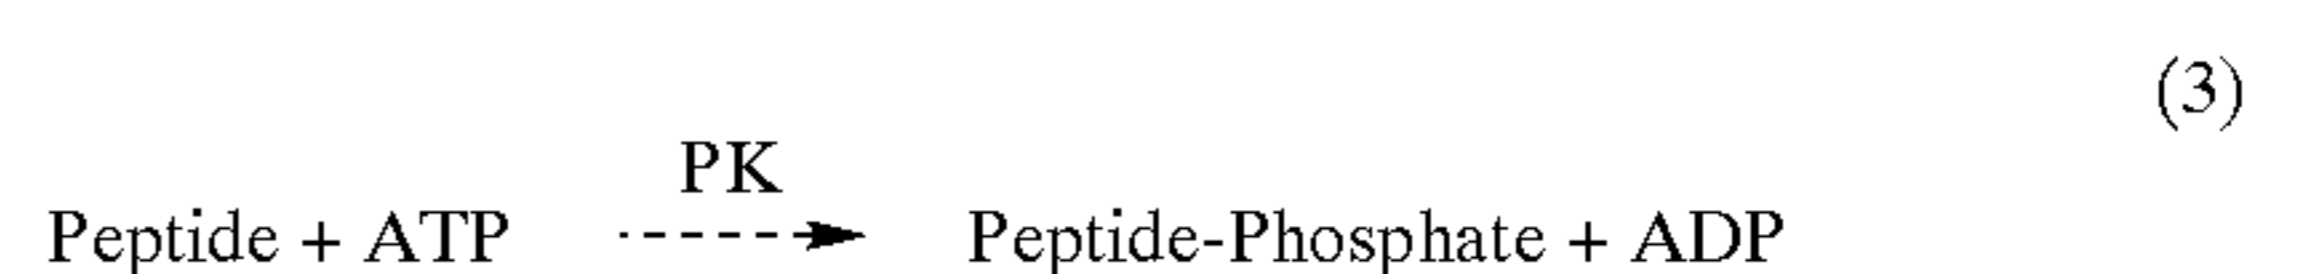 (3)
PK
Peptide + ATP -----► Peptide-Phosphate + ADP